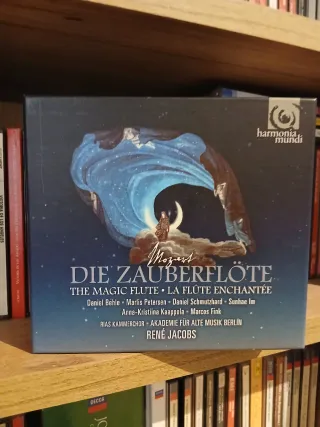 harmonia
mundi
Mozart
DIE ZAUBERFLÖTE
THE MAGIC FLUTE • LA FLÛTE ENCHANTÉE
Daniel Behle • Marlis Petersen • Daniel Schmutzhard • Sunhae Im
Anne-Kristiina Kaappola • Marcos Fink
RIAS KAMMERCHOR • AKADEMIE FÜR ALTE MUSIK BERLIN
RENÉ JACOBS
DECCA